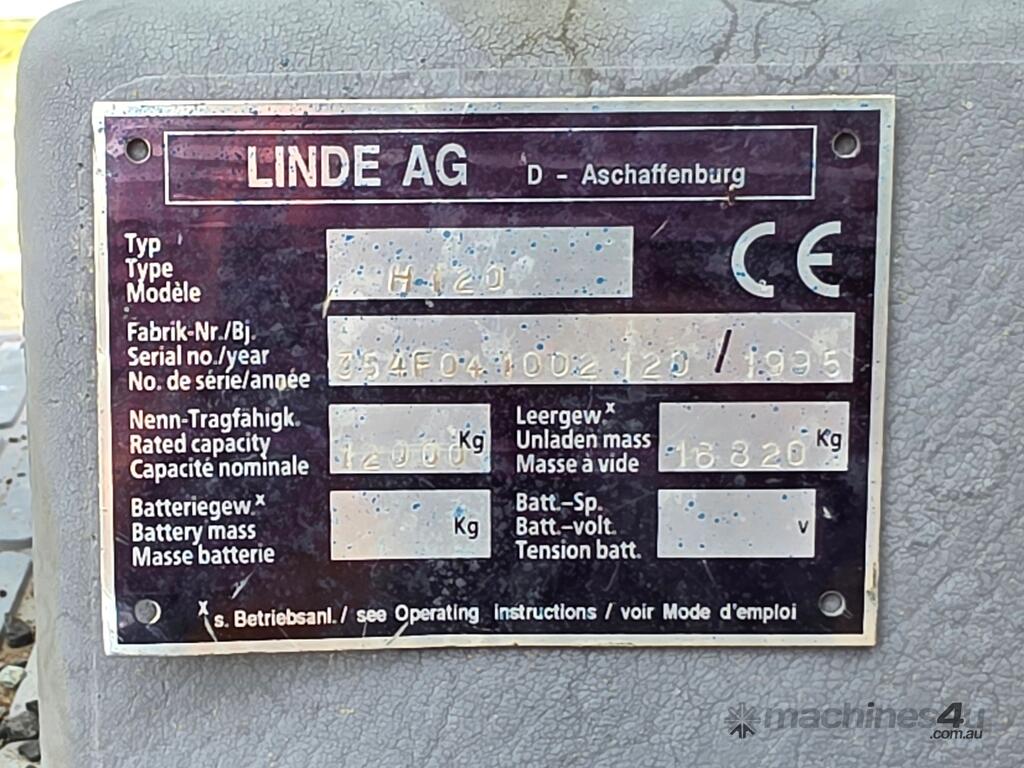 LINDE AG D - Aschaffenburg
Typ
Type
Modèle
H 120
CE
Fabrik-Nr./Bj.
Serial no./year
No. de série/année
354F04 1002 120 / 1995
Nenn-Tragfähigk.
Rated capacity
Capacité nominale
12000 Kg
Leergew.x
Unladen mass
Masse à vide
16820 Kg
Batteriegew.x
Battery mass
Masse batterie
Kg
Batt.-Sp.
Batt.-volt.
Tension batt.
v
x s. Betriebsanl./ see Operating instructions / voir Mode d'emploi
machines4u
.com.au